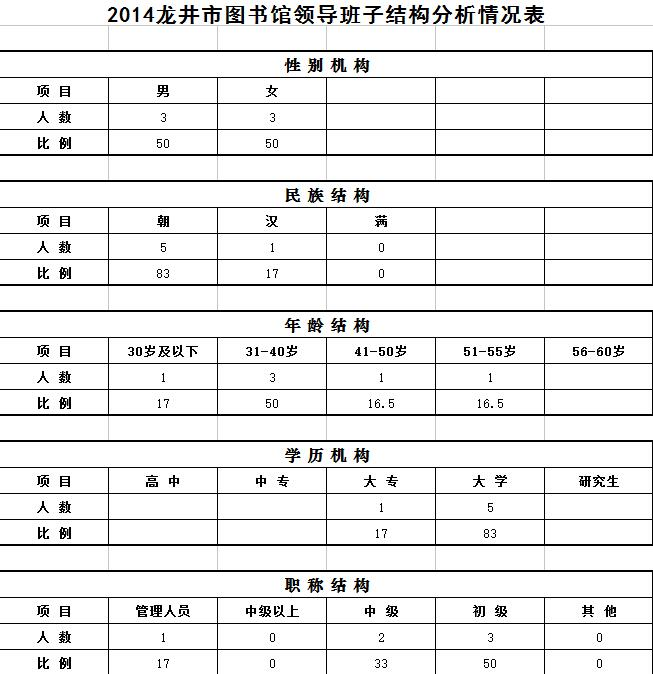 2014龙井市图书馆领导班子结构分析情况表
性别机构
项目 男 女
人数 3 3
比例 50 50
民族结构
项目 朝 汉 满
人数 5 1 0
比例 83 17 0
年龄结构
项目 30岁及以下 31-40岁 41-50岁 51-55岁 56-60岁
人数 1 3 1 1
比例 17 50 16.5 16.5
学历机构
项目 高中 中专 大专 大学 研究生
人数 1 5
比例 17 83
职称结构
项目 管理人员 中级以上 中级 初级 其他
人数 1 0 2 3 0
比例 17 0 33 50 0